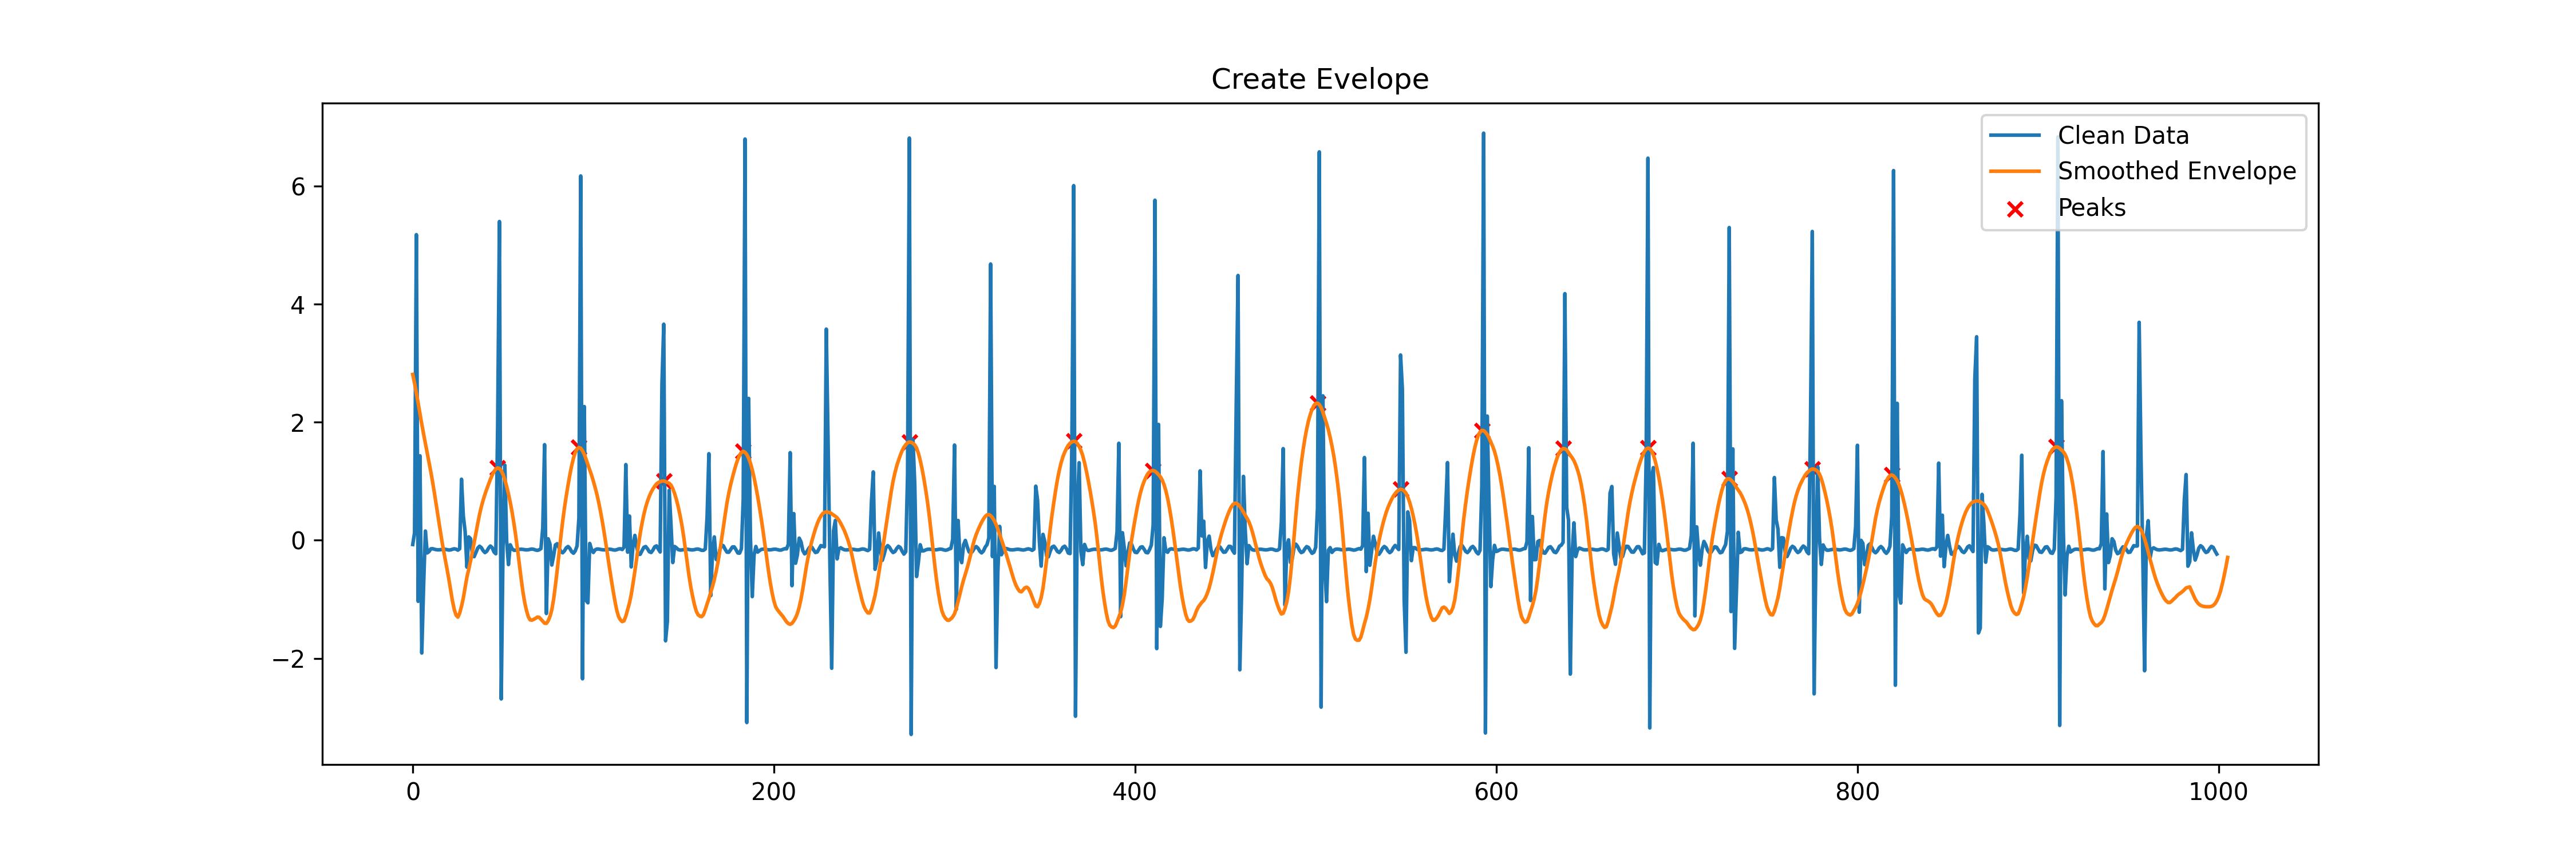 Create Evelope
Clean Data
Smoothed Envelope
Peaks
6
4
2
0
−2
0 200 400 600 800 1000